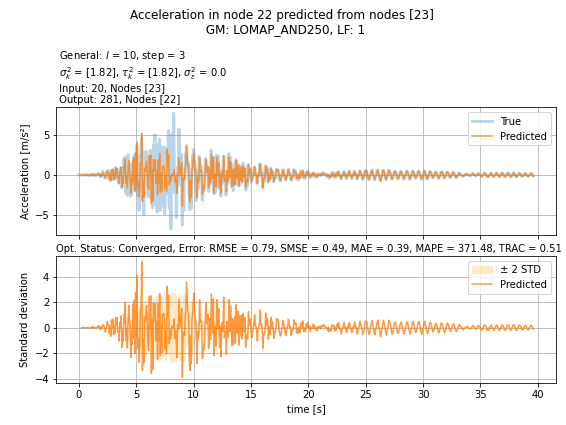 Acceleration in node 22 predicted from nodes [23]
GM: LOMAP_AND250, LF: 1
General: l = 10, step = 3
σ²ₖ = [1.82], τ²ₖ = [1.82], σ²ε = 0.0
Input: 20, Nodes [23]
Output: 281, Nodes [22]
Acceleration [m/s²]
5
0
−5
True
Predicted
Opt. Status: Converged, Error: RMSE = 0.79, SMSE = 0.49, MAE = 0.39, MAPE = 371.48, TRAC = 0.51
Standard deviation
4
2
0
−2
−4
± 2 STD
Predicted
0 5 10 15 20 25 30 35 40
time [s]